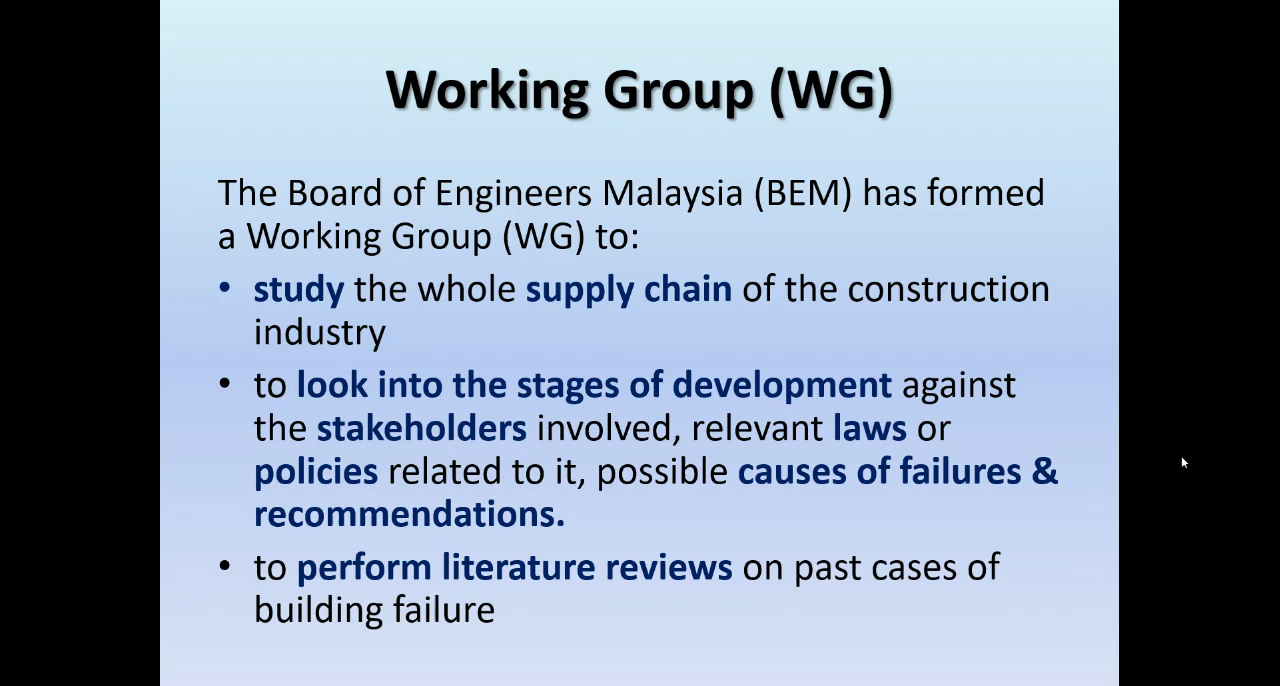 Working Group (WG)
The Board of Engineers Malaysia (BEM) has formed
a Working Group (WG) to:
• study the whole supply chain of the construction
industry
• to look into the stages of development against
the stakeholders involved, relevant laws or
policies related to it, possible causes of failures &
recommendations.
• to perform literature reviews on past cases of
building failure